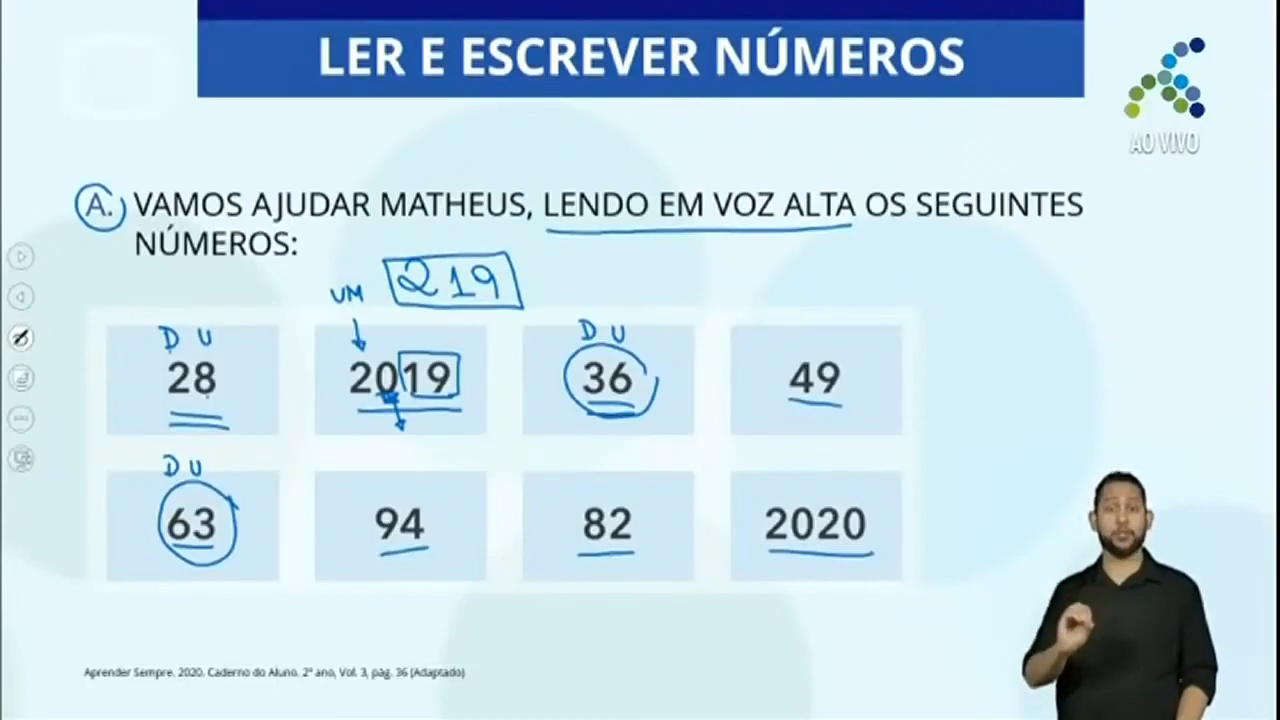 LER E ESCREVER NÚMEROS
AO VIVO
A. VAMOS AJUDAR MATHEUS, LENDO EM VOZ ALTA OS SEGUINTES
NÚMEROS:
UM 219
D U D U
28 2019 36 49
D U
63 94 82 2020
Aprender Sempre. 2020. Caderno do Aluno. 2º ano, Vol. 3, pág. 36 (Adaptado)